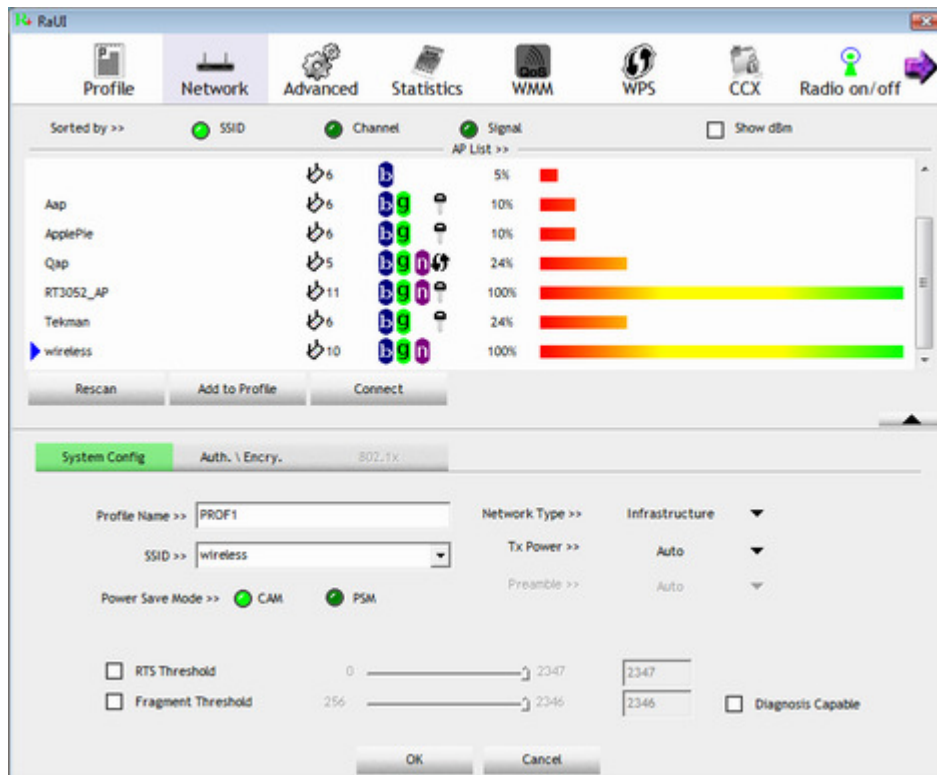 RaUI
Profile Network Advanced Statistics WMM WPS CCX Radio on/off
QoS
Sorted by >> SSID Channel Signal Show dBm
AP List >>
6 b 5%
Aap 6 b g 10%
ApplePie 6 b g 10%
Qap 5 b g n 24%
RT3052_AP 11 b g n 100%
Tekman 6 b g 24%
wireless 10 b g n 100%
Rescan Add to Profile Connect
System Config Auth. \ Encry. 802.1x
Profile Name >> PROF1 Network Type >> Infrastructure
SSID >> wireless Tx Power >> Auto
Preamble >> Auto
Power Save Mode >> CAM PSM
RTS Threshold 0 2347 2347
Fragment Threshold 256 2346 2346 Diagnosis Capable
OK Cancel